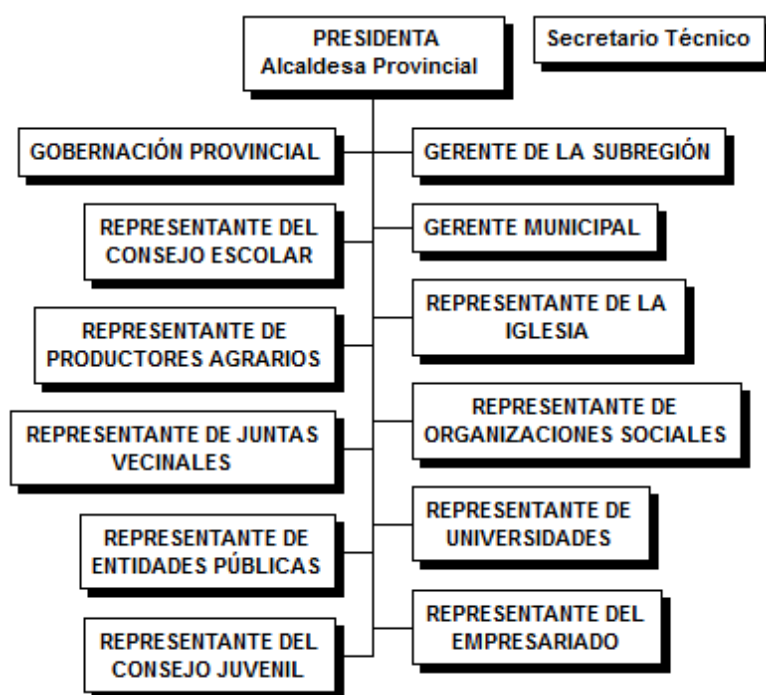 PRESIDENTA
Alcaldesa Provincial
Secretario Técnico
GOBERNACIÓN PROVINCIAL
GERENTE DE LA SUBREGIÓN
REPRESENTANTE DEL
CONSEJO ESCOLAR
GERENTE MUNICIPAL
REPRESENTANTE DE
PRODUCTORES AGRARIOS
REPRESENTANTE DE LA
IGLESIA
REPRESENTANTE DE JUNTAS
VECINALES
REPRESENTANTE DE
ORGANIZACIONES SOCIALES
REPRESENTANTE DE
ENTIDADES PÚBLICAS
REPRESENTANTE DE
UNIVERSIDADES
REPRESENTANTE DEL
CONSEJO JUVENIL
REPRESENTANTE DEL
EMPRESARIADO